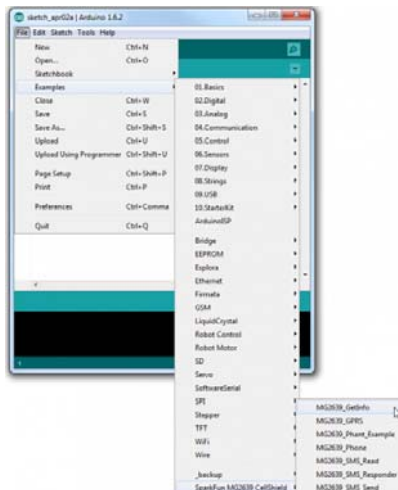 sketch_apr02a | Arduino 1.6.2
File Edit Sketch Tools Help
New Ctrl+N
Open... Ctrl+O
Sketchbook
Examples
Close Ctrl+W
Save Ctrl+S
Save As... Ctrl+Shift+S
Upload Ctrl+U
Upload Using Programmer Ctrl+Shift+U
Page Setup Ctrl+Shift+P
Print Ctrl+P
Preferences Ctrl+Comma
Quit Ctrl+Q
01.Basics
02.Digital
03.Analog
04.Communication
05.Control
06.Sensors
07.Display
08.Strings
09.USB
10.StarterKit
ArduinoISP
Bridge
EEPROM
Esplora
Ethernet
Firmata
GSM
LiquidCrystal
Robot Control
Robot Motor
SD
Servo
SoftwareSerial
SPI
Stepper
TFT
WiFi
Wire
_backup
SparkFun MG2639 CellShield
MG2639_GetInfo
MG2639_GPRS
MG2639_Phant_Example
MG2639_Phone
MG2639_SMS_Read
MG2639_SMS_Responder
MG2639_SMS_Send